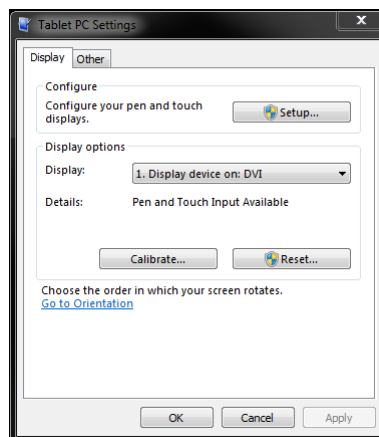 Tablet PC Settings
x
Display
Other
Configure
Configure your pen and touch
displays.
Setup...
Display options
Display:
1. Display device on: DVI
Details:
Pen and Touch Input Available
Calibrate...
Reset...
Choose the order in which your screen rotates.
Go to Orientation
OK
Cancel
Apply